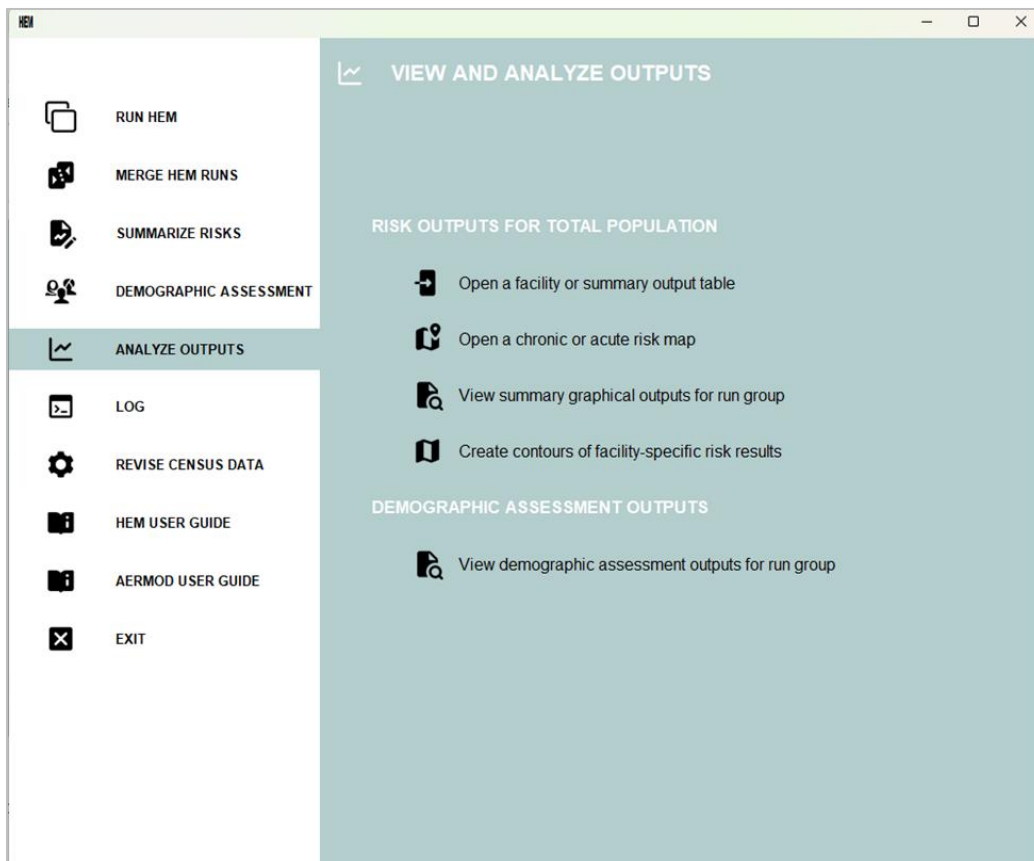 HEM
VIEW AND ANALYZE OUTPUTS
RUN HEM
MERGE HEM RUNS
SUMMARIZE RISKS
DEMOGRAPHIC ASSESSMENT
ANALYZE OUTPUTS
LOG
REVISE CENSUS DATA
HEM USER GUIDE
AERMOD USER GUIDE
EXIT
RISK OUTPUTS FOR TOTAL POPULATION
Open a facility or summary output table
Open a chronic or acute risk map
View summary graphical outputs for run group
Create contours of facility-specific risk results
DEMOGRAPHIC ASSESSMENT OUTPUTS
View demographic assessment outputs for run group